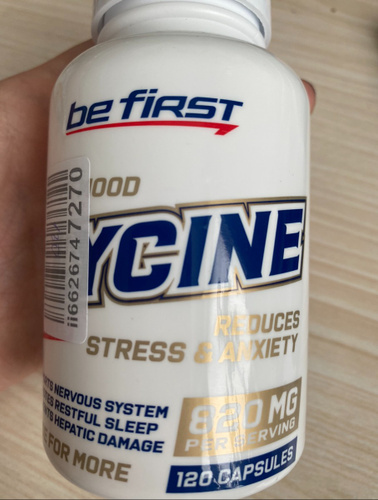 be first
OOD
YCINE
REDUCES
STRESS & ANXIETY
NERVOUS SYSTEM
RESTFUL SLEEP
HEPATIC DAMAGE
FOR MORE
820 MG
PER SERVING
120 CAPSULES
ii6626747270